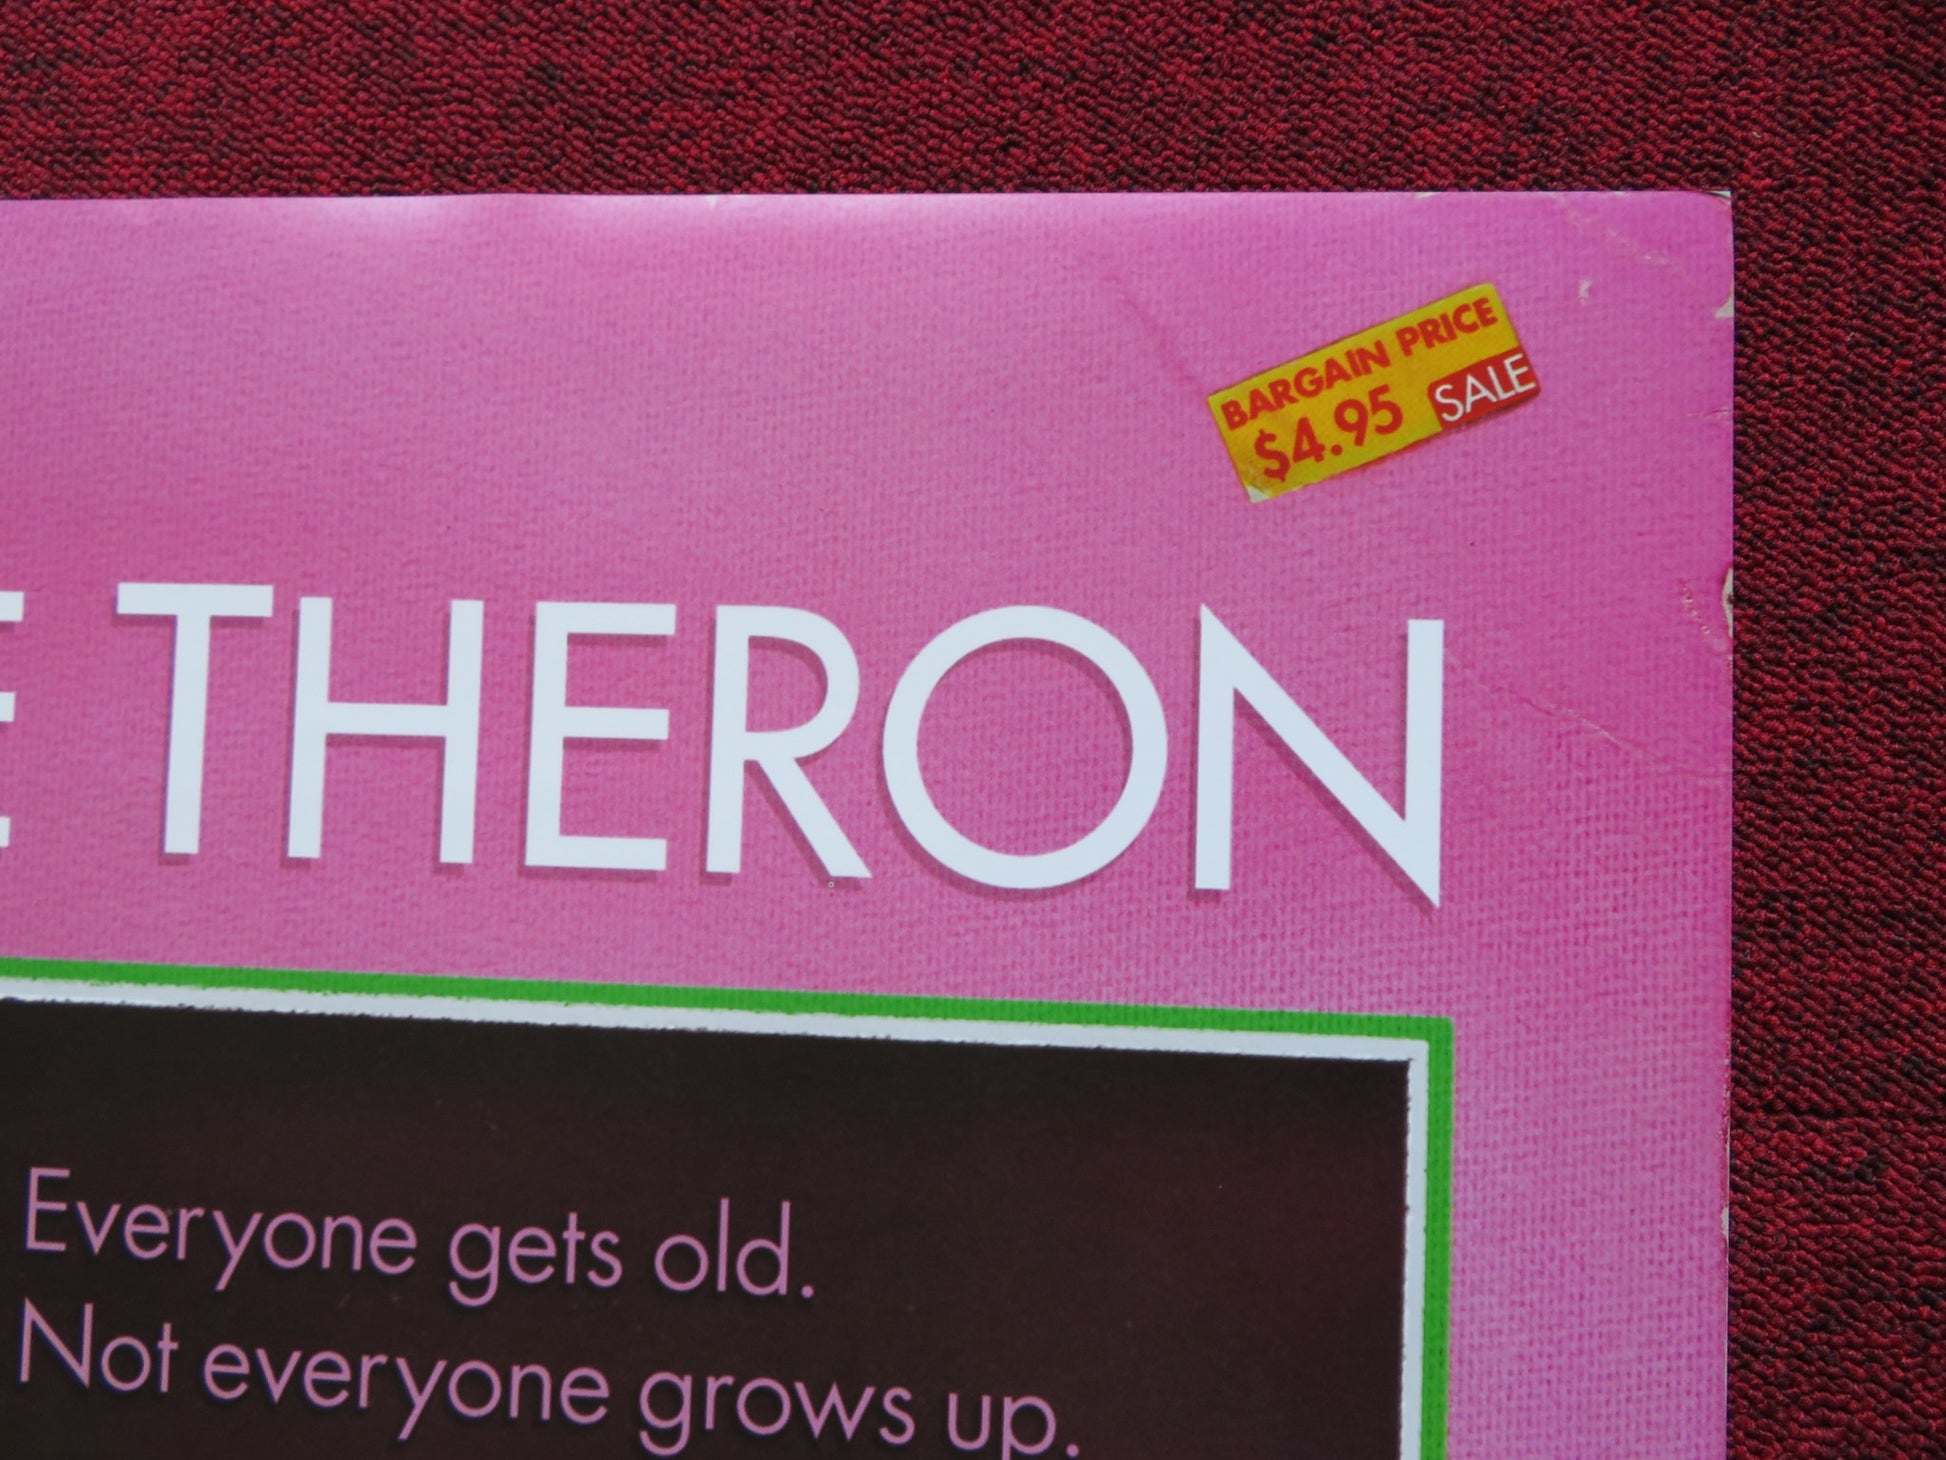 BARGAIN PRICE
$4.95 SALE
E THERON
Everyone gets old.
Not everyone grows up.